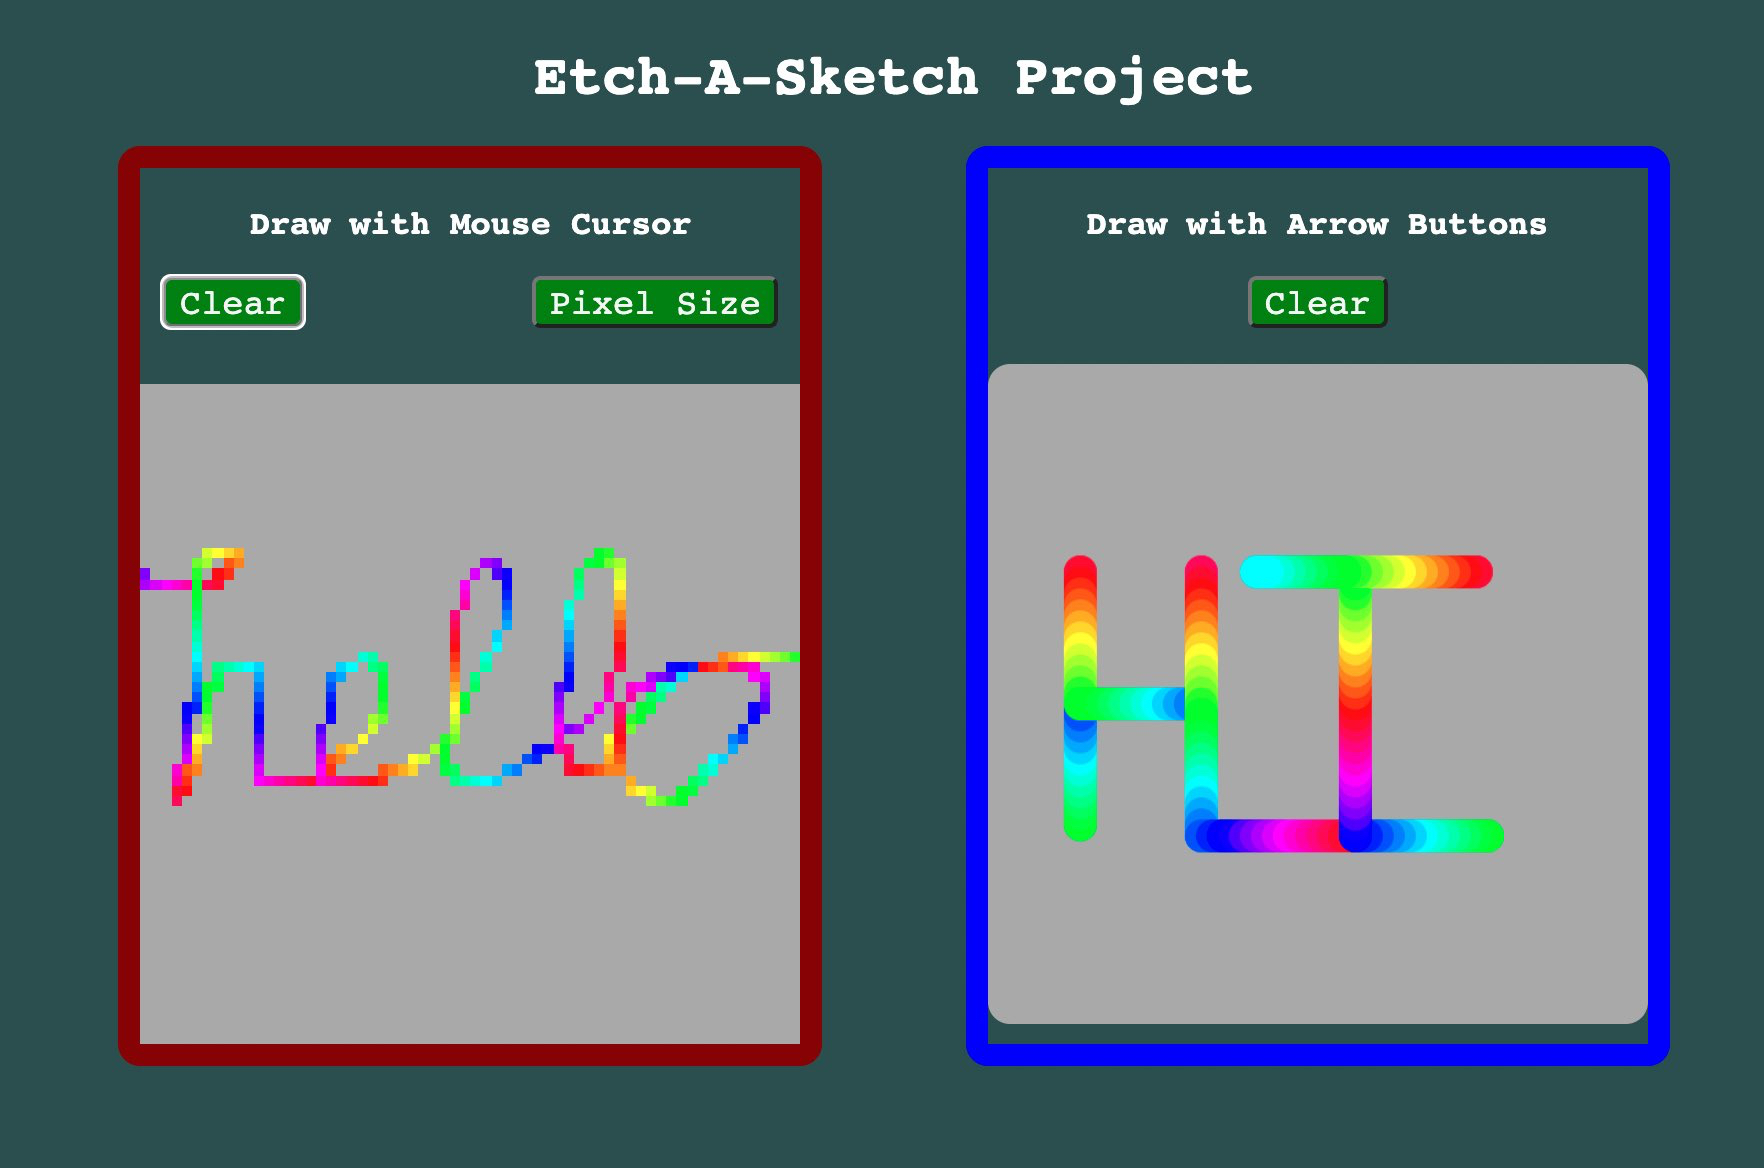 Etch-A-Sketch Project
Draw with Mouse Cursor
Clear
Pixel Size
hello
Draw with Arrow Buttons
Clear
HI